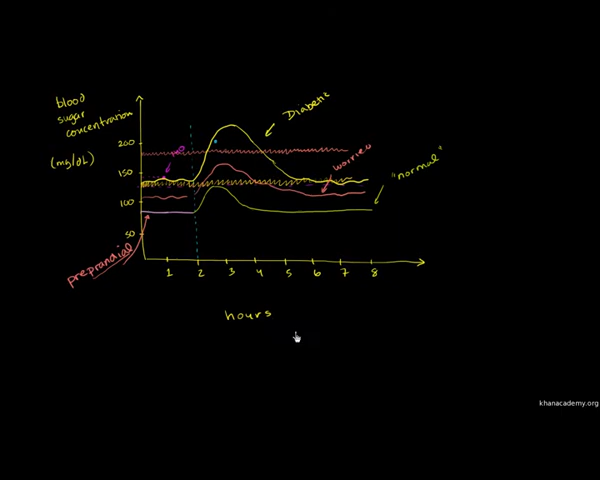 blood
sugar
concentration
(mg/dL)
200
150
100
50
Diabetic
worried
"normal"
preprandial
1 2 3 4 5 6 7 8
hours
khanacademy.org